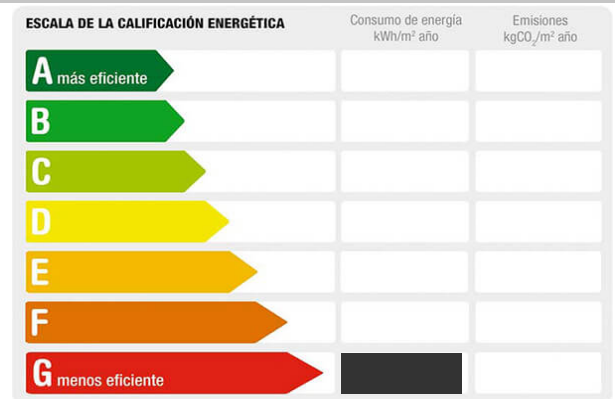 ESCALA DE LA CALIFICACIÓN ENERGÉTICA
Consumo de energía
kWh/m² año
Emisiones
kgCO₂/m² año
A más eficiente
B
C
D
E
F
G menos eficiente